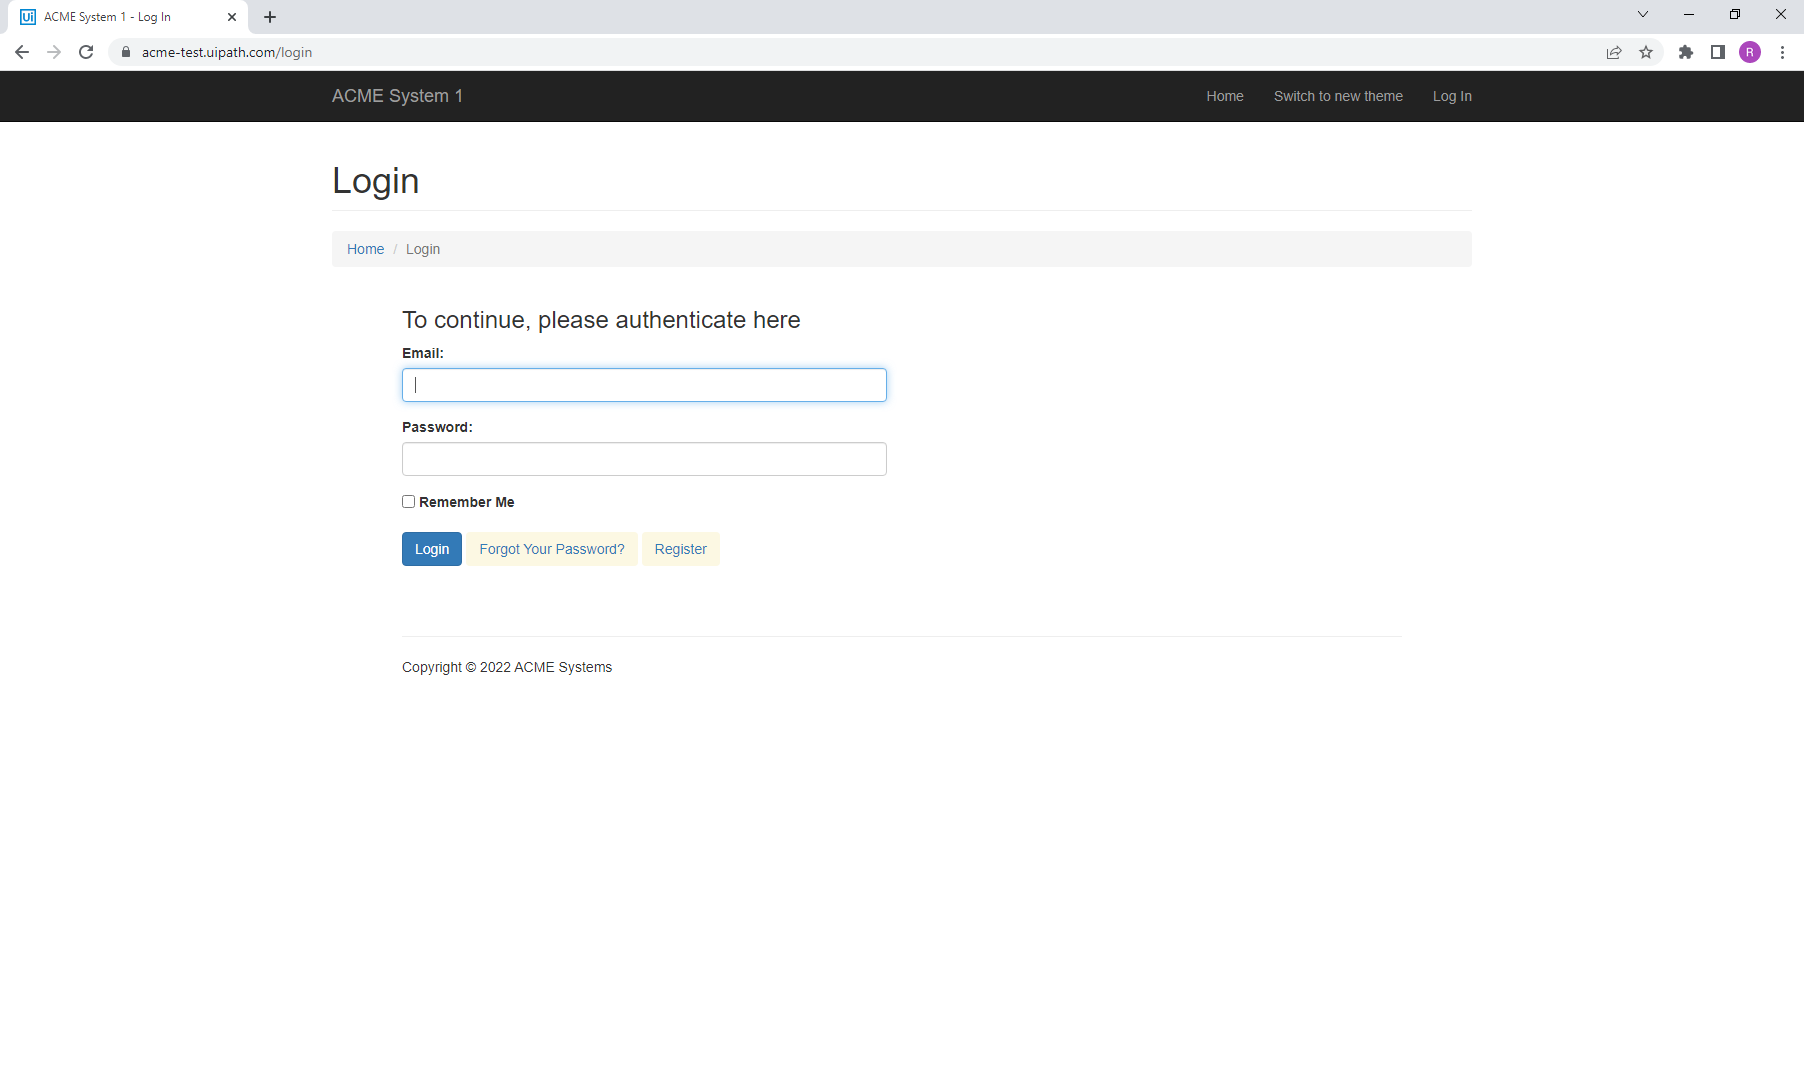 Ui ACME System 1 - Log In
acme-test.uipath.com/login
R
ACME System 1
Home
Switch to new theme
Log In
Login
Home / Login
To continue, please authenticate here
Email:
Password:
Remember Me
Login
Forgot Your Password?
Register
Copyright © 2022 ACME Systems